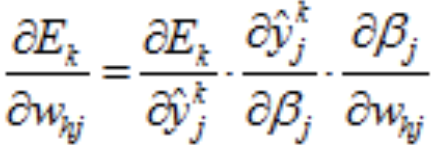 ∂E_k/∂w_hj = ∂E_k/∂ŷ_j^k · ∂ŷ_j^k/∂β_j · ∂β_j/∂w_hj